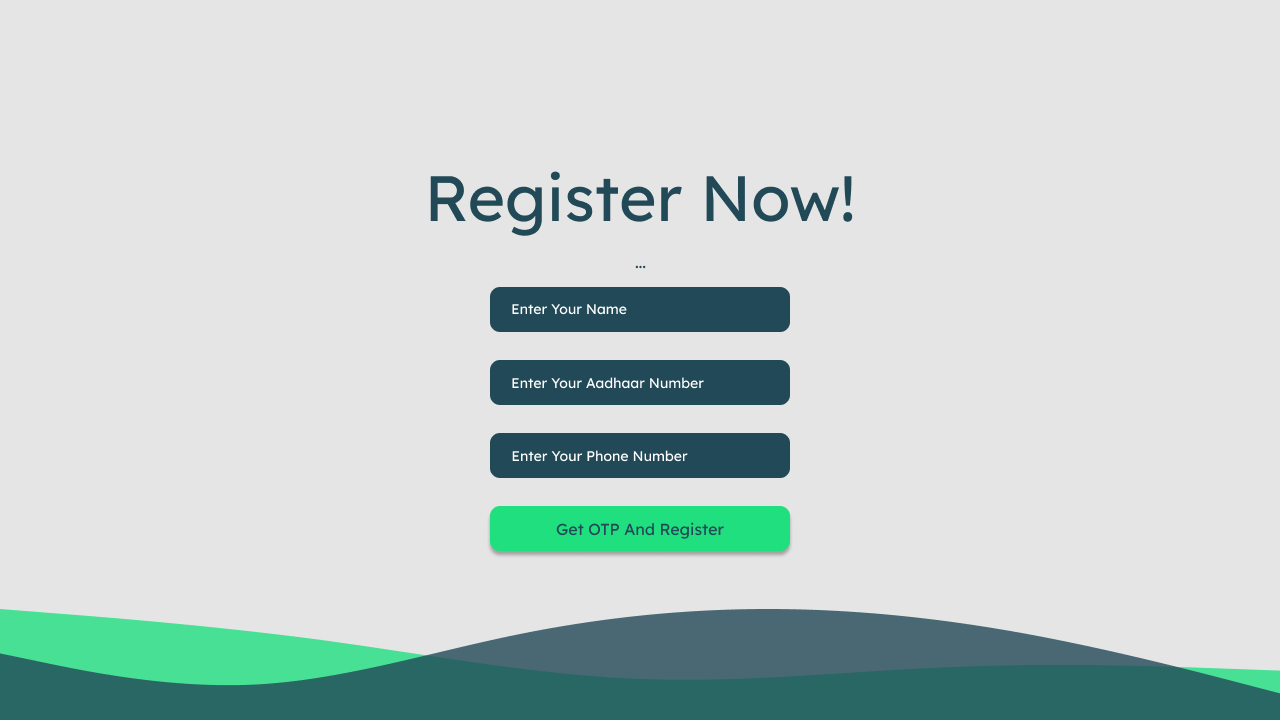 Register Now!
...
Enter Your Name
Enter Your Aadhaar Number
Enter Your Phone Number
Get OTP And Register